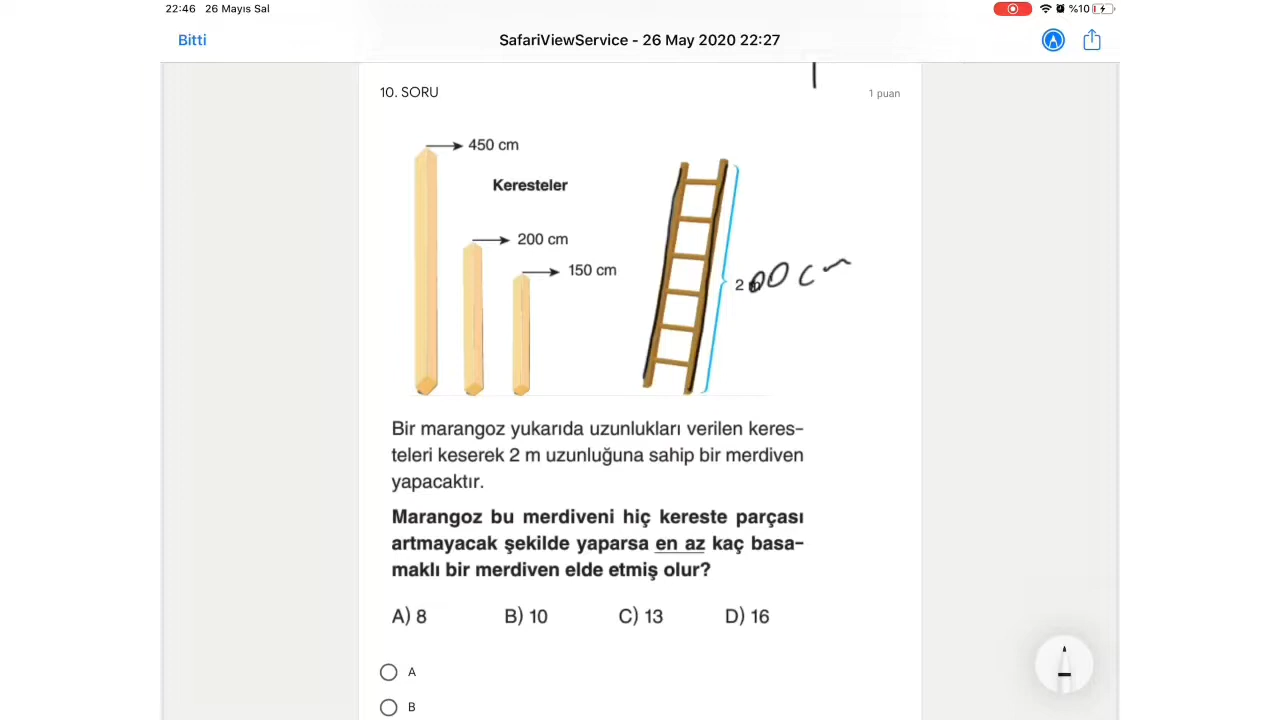 22:46 26 Mayıs Sal
%10
Bitti
SafariViewService - 26 May 2020 22:27
10. SORU
1 puan
450 cm
Keresteler
200 cm
150 cm
2 00 cm
Bir marangoz yukarıda uzunlukları verilen keres-
teleri keserek 2 m uzunluğuna sahip bir merdiven
yapacaktır.
Marangoz bu merdiveni hiç kereste parçası
artmayacak şekilde yaparsa en az kaç basa-
maklı bir merdiven elde etmiş olur?
A) 8 B) 10 C) 13 D) 16
A
B